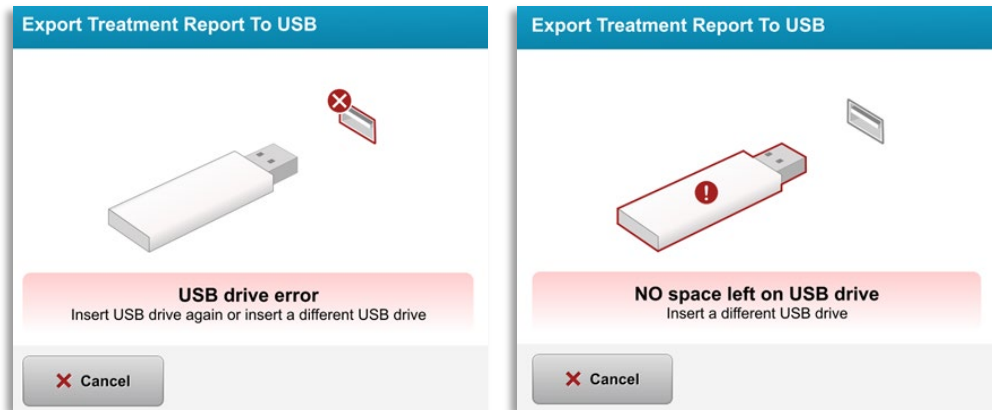 Export Treatment Report To USB
USB drive error
Insert USB drive again or insert a different USB drive
Cancel
Export Treatment Report To USB
NO space left on USB drive
Insert a different USB drive
Cancel